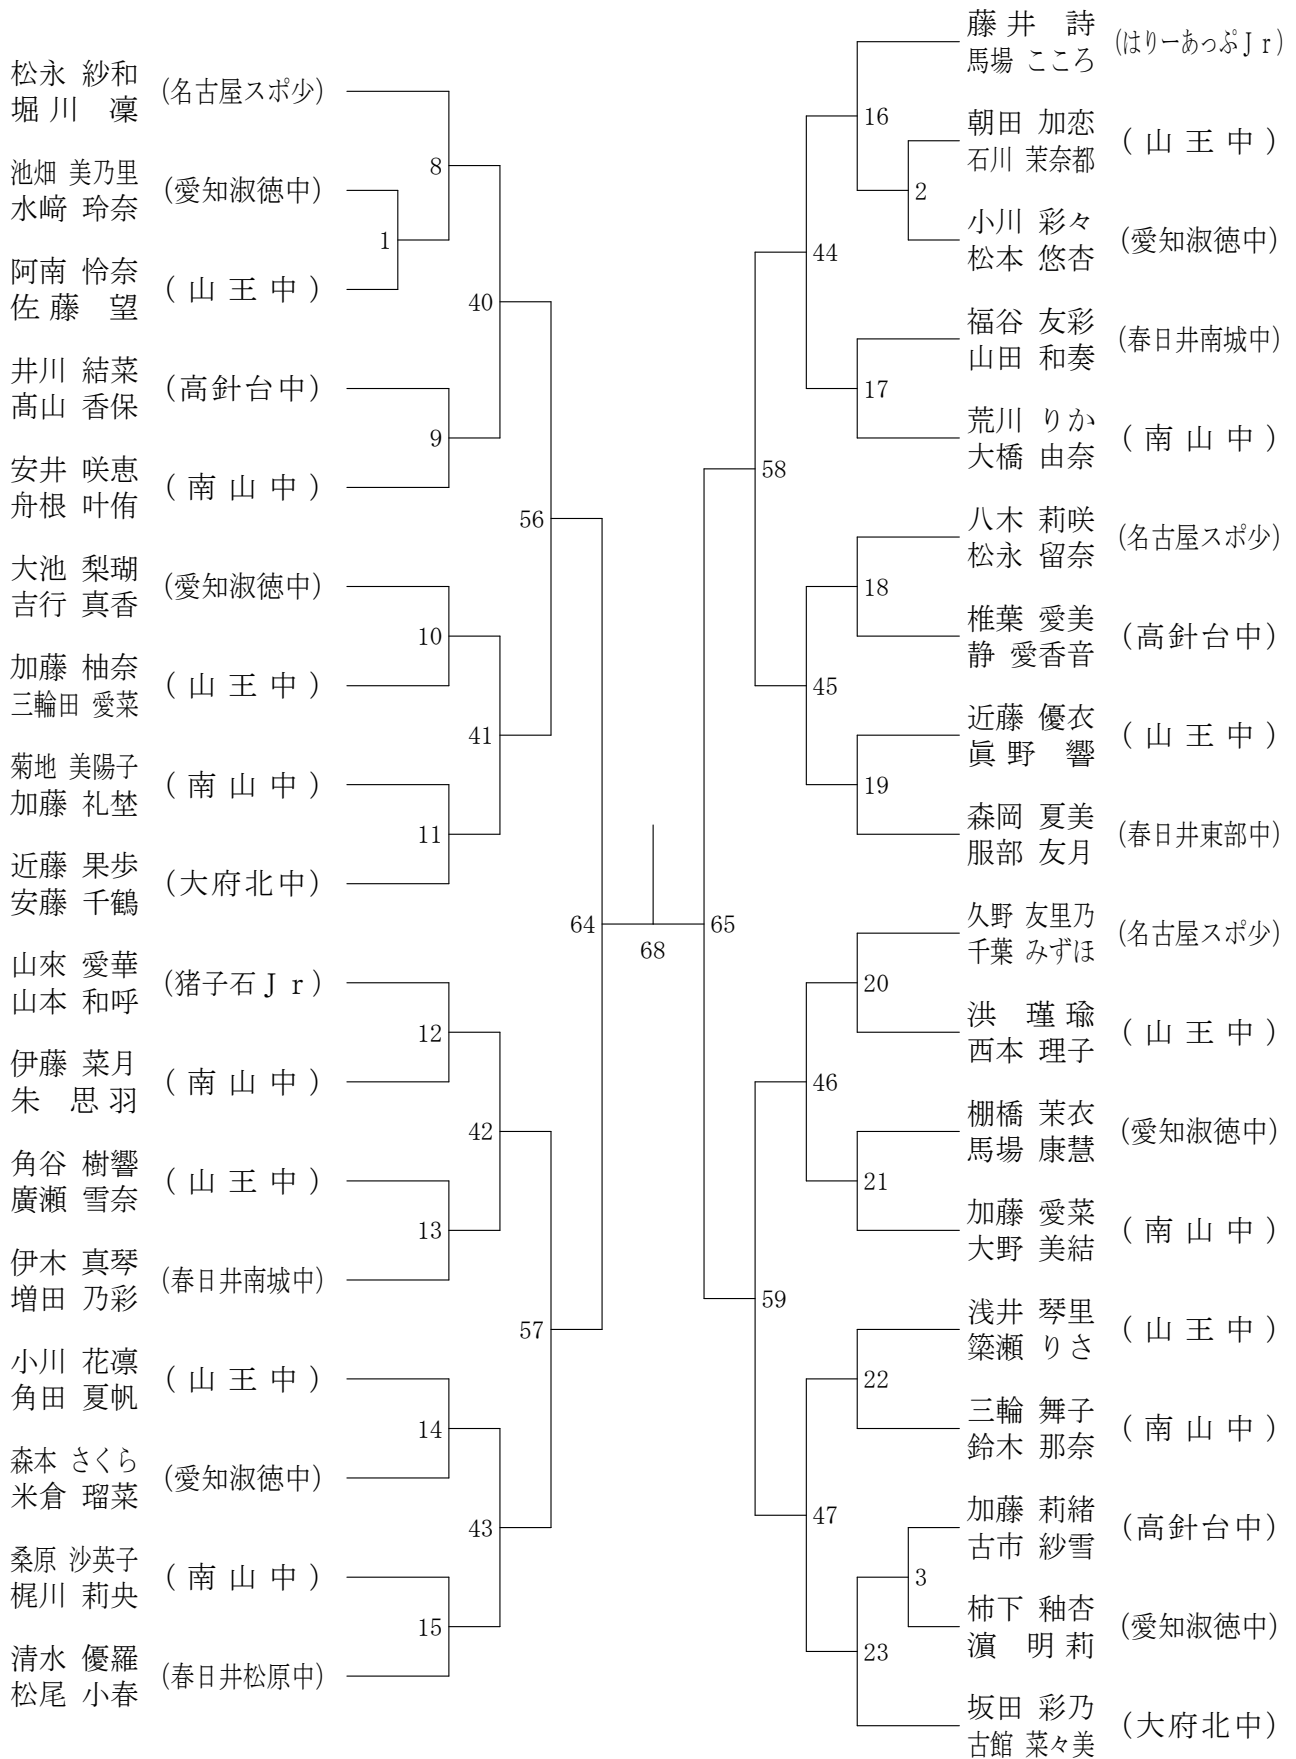 松永 紗和
堀川 凜
(名古屋スポ少)
池畑 美乃里
水﨑 玲奈
(愛知淑徳中)
阿南 怜奈
佐藤 望
(山王中)
井川 結菜
髙山 香保
(高針台中)
安井 咲恵
舟根 叶侑
(南山中)
大池 梨瑚
吉行 真香
(愛知淑徳中)
加藤 柚奈
三輪田 愛菜
(山王中)
菊地 美陽子
加藤 礼埜
(南山中)
近藤 果歩
安藤 千鶴
(大府北中)
山來 愛華
山本 和呼
(猪子石Jr)
伊藤 菜月
朱 思羽
(南山中)
角谷 樹響
廣瀬 雪奈
(山王中)
伊木 真琴
増田 乃彩
(春日井南城中)
小川 花凛
角田 夏帆
(山王中)
森本 さくら
米倉 瑠菜
(愛知淑徳中)
桑原 沙英子
梶川 莉央
(南山中)
清水 優羅
松尾 小春
(春日井松原中)
1
8
9
10
11
12
13
14
15
40
41
42
43
56
57
64
68
65
58
59
44
45
46
47
16
17
18
19
20
21
22
23
2
3
藤井 詩
馬場 こころ
(はりーあっぷJr)
朝田 加恋
石川 茉奈都
(山王中)
小川 彩々
松本 悠杏
(愛知淑徳中)
福谷 友彩
山田 和奏
(春日井南城中)
荒川 りか
大橋 由奈
(南山中)
八木 莉咲
松永 留奈
(名古屋スポ少)
椎葉 愛美
静 愛香音
(高針台中)
近藤 優衣
眞野 響
(山王中)
森岡 夏美
服部 友月
(春日井東部中)
久野 友里乃
千葉 みずほ
(名古屋スポ少)
洪 瑾瑜
西本 理子
(山王中)
棚橋 茉衣
馬場 康慧
(愛知淑徳中)
加藤 愛菜
大野 美結
(南山中)
浅井 琴里
簗瀬 りさ
(山王中)
三輪 舞子
鈴木 那奈
(南山中)
加藤 莉緒
古市 紗雪
(高針台中)
柿下 釉杏
濵 明莉
(愛知淑徳中)
坂田 彩乃
古館 菜々美
(大府北中)